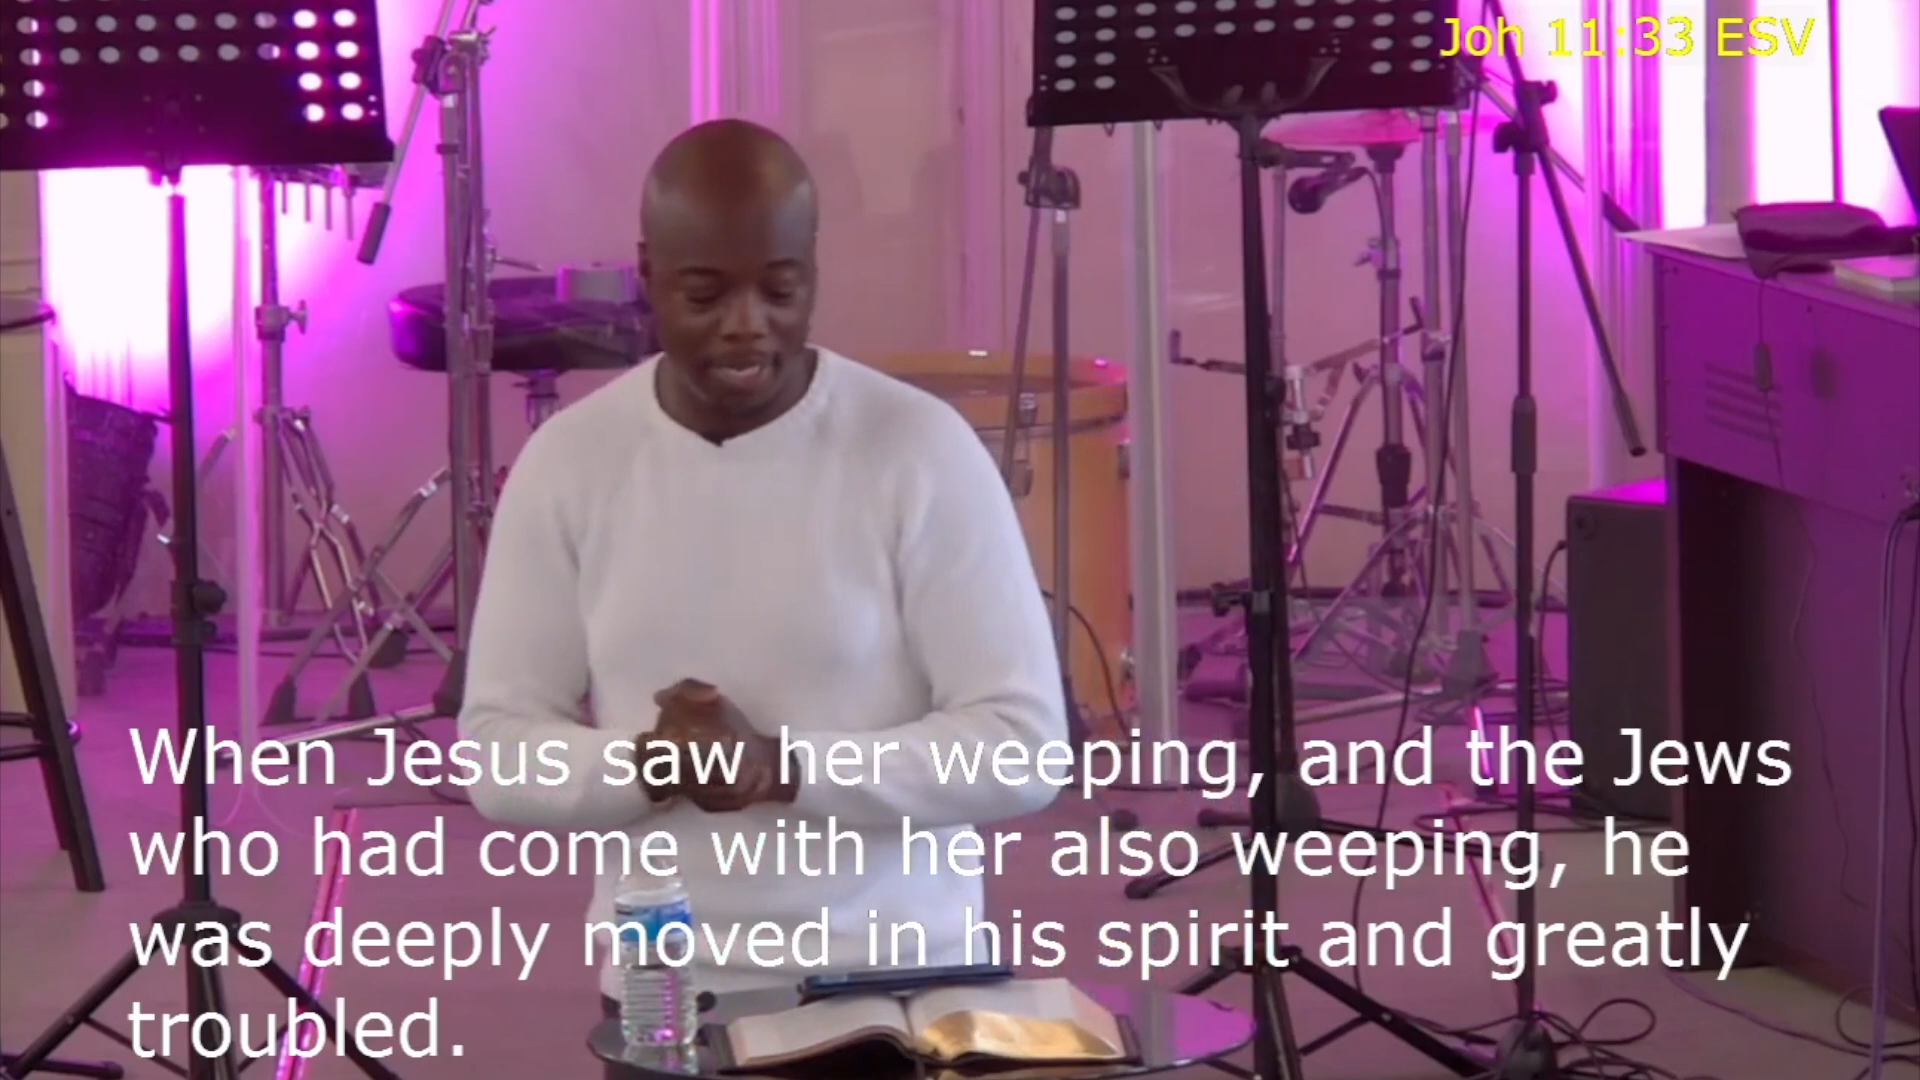 Joh 11:33 ESV
When Jesus saw her weeping, and the Jews
who had come with her also weeping, he
was deeply moved in his spirit and greatly
troubled.